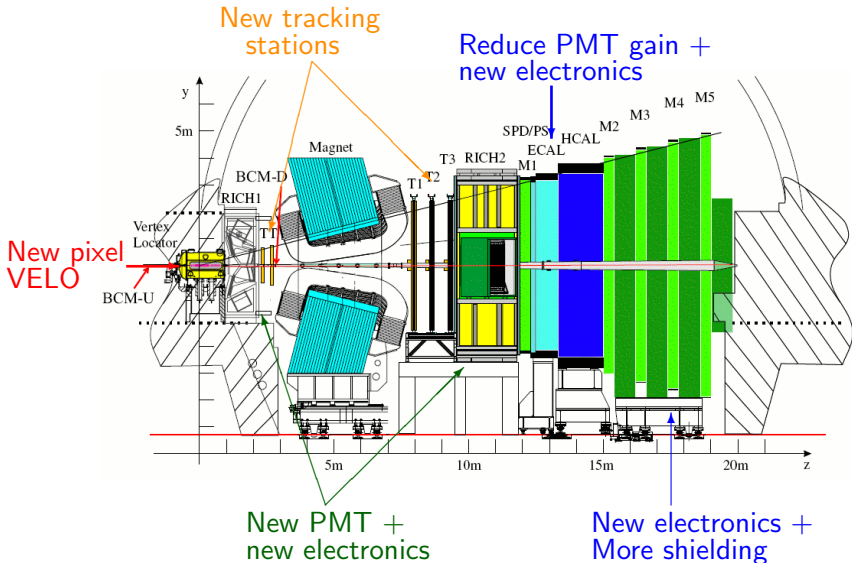 New tracking
stations
Reduce PMT gain +
new electronics
y
5m
M5
M4
M3
M2
SPD/PS
HCAL
ECAL
Magnet
T3
RICH2
M1
T2
T1
BCM-D
RICH1
Vertex
Locator
TT
New pixel
VELO
BCM-U
5m
10m
15m
20m
z
New PMT +
new electronics
New electronics +
More shielding